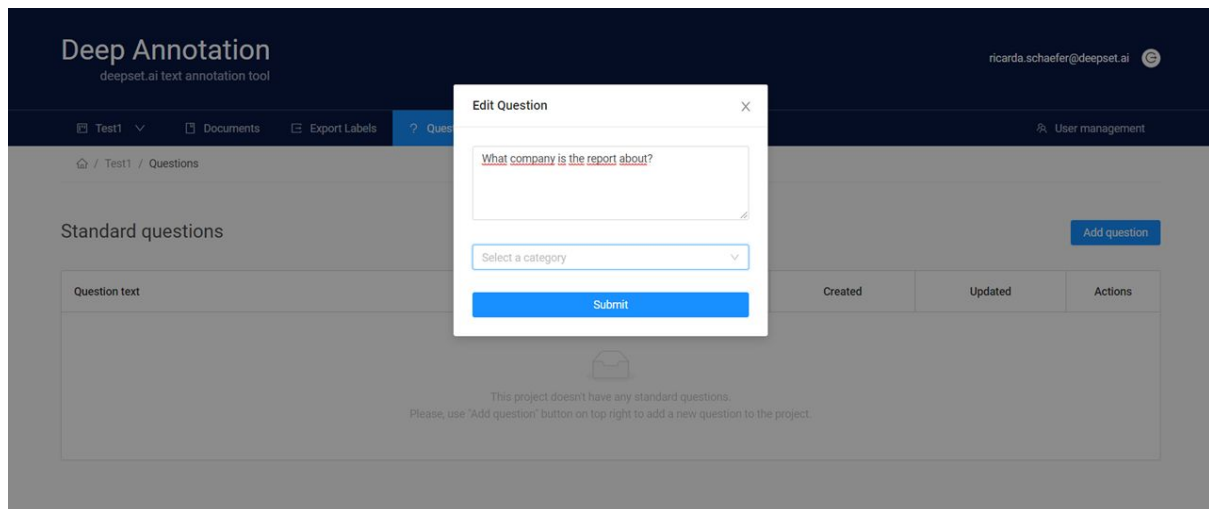 Deep Annotation
deepset.ai text annotation tool
ricarda.schaefer@deepset.ai
Edit Question
Test1
Documents
Export Labels
? Ques
User management
/ Test1 / Questions
What company is the report about?
Standard questions
Add question
Select a category
Question text
Created
Updated
Actions
Submit
This project doesn't have any standard questions.
Please, use "Add question" button on top right to add a new question to the project.